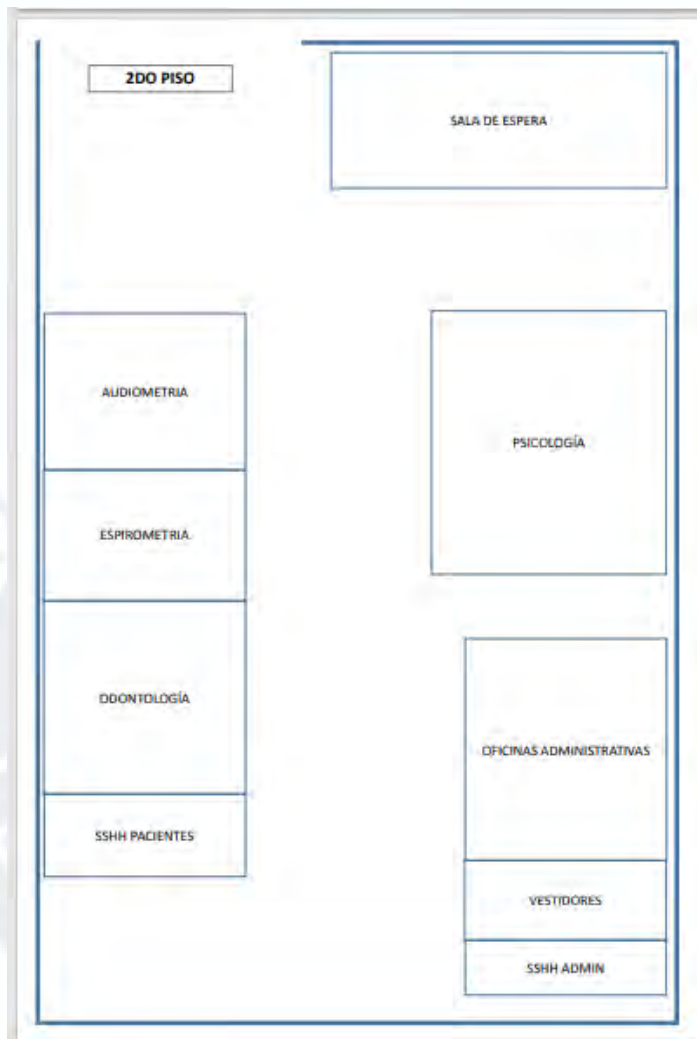 2DO PISO
SALA DE ESPERA
AUDIOMETRIA
PSICOLOGÍA
ESPIROMETRIA
ODONTOLOGÍA
OFICINAS ADMINISTRATIVAS
SSHH PACIENTES
VESTIDORES
SSHH ADMIN